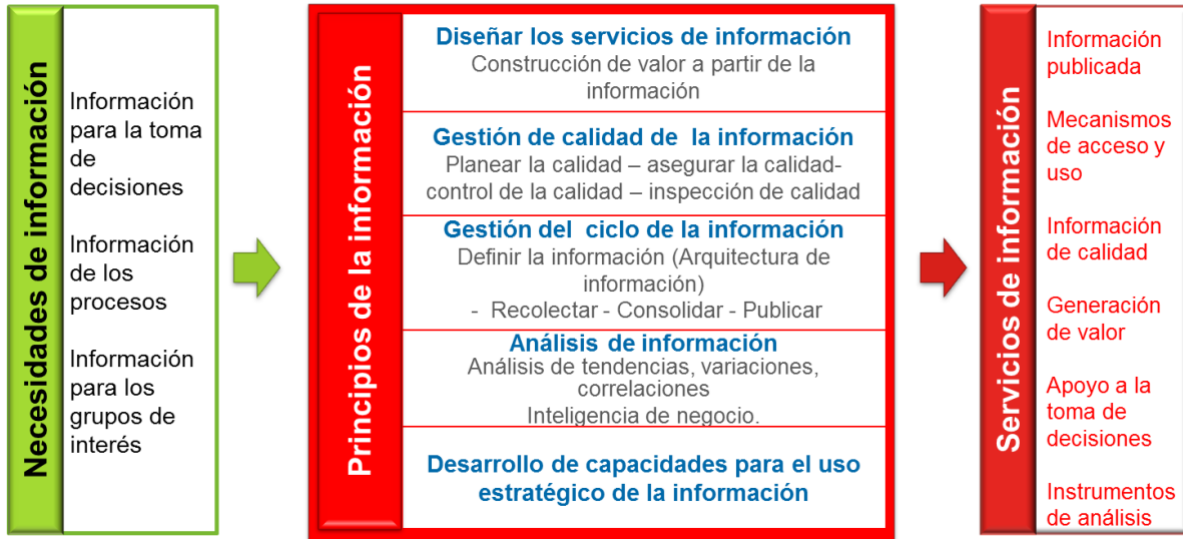 Necesidades de información
Información
para la toma
de
decisiones
Información
de los
procesos
Información
para los
grupos de
interés
Principios de la información
Diseñar los servicios de información
Construcción de valor a partir de la
información
Gestión de calidad de la información
Planear la calidad – asegurar la calidad-
control de la calidad – inspección de calidad
Gestión del ciclo de la información
Definir la información (Arquitectura de
información)
- Recolectar - Consolidar - Publicar
Análisis de información
Análisis de tendencias, variaciones,
correlaciones
Inteligencia de negocio.
Desarrollo de capacidades para el uso
estratégico de la información
Servicios de información
Información
publicada
Mecanismos
de acceso y
uso
Información
de calidad
Generación
de valor
Apoyo a la
toma de
decisiones
Instrumentos
de análisis